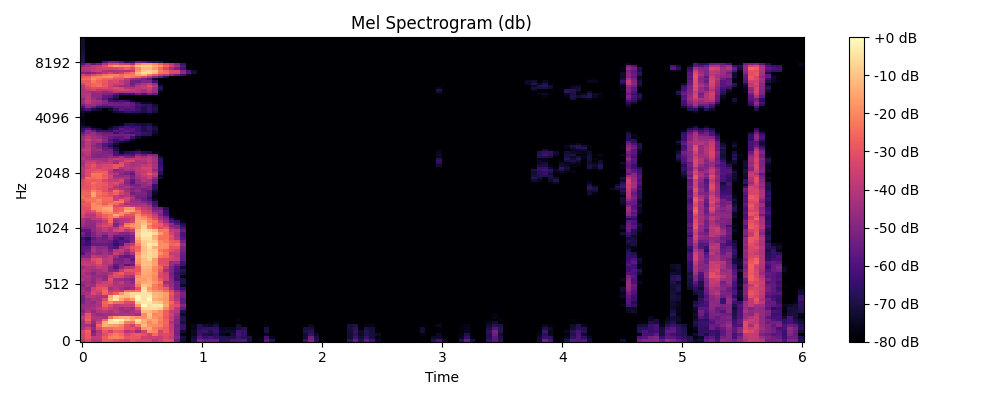 Mel Spectrogram (db)
Hz
8192
4096
2048
1024
512
0
0 1 2 3 4 5 6
Time
+0 dB
-10 dB
-20 dB
-30 dB
-40 dB
-50 dB
-60 dB
-70 dB
-80 dB